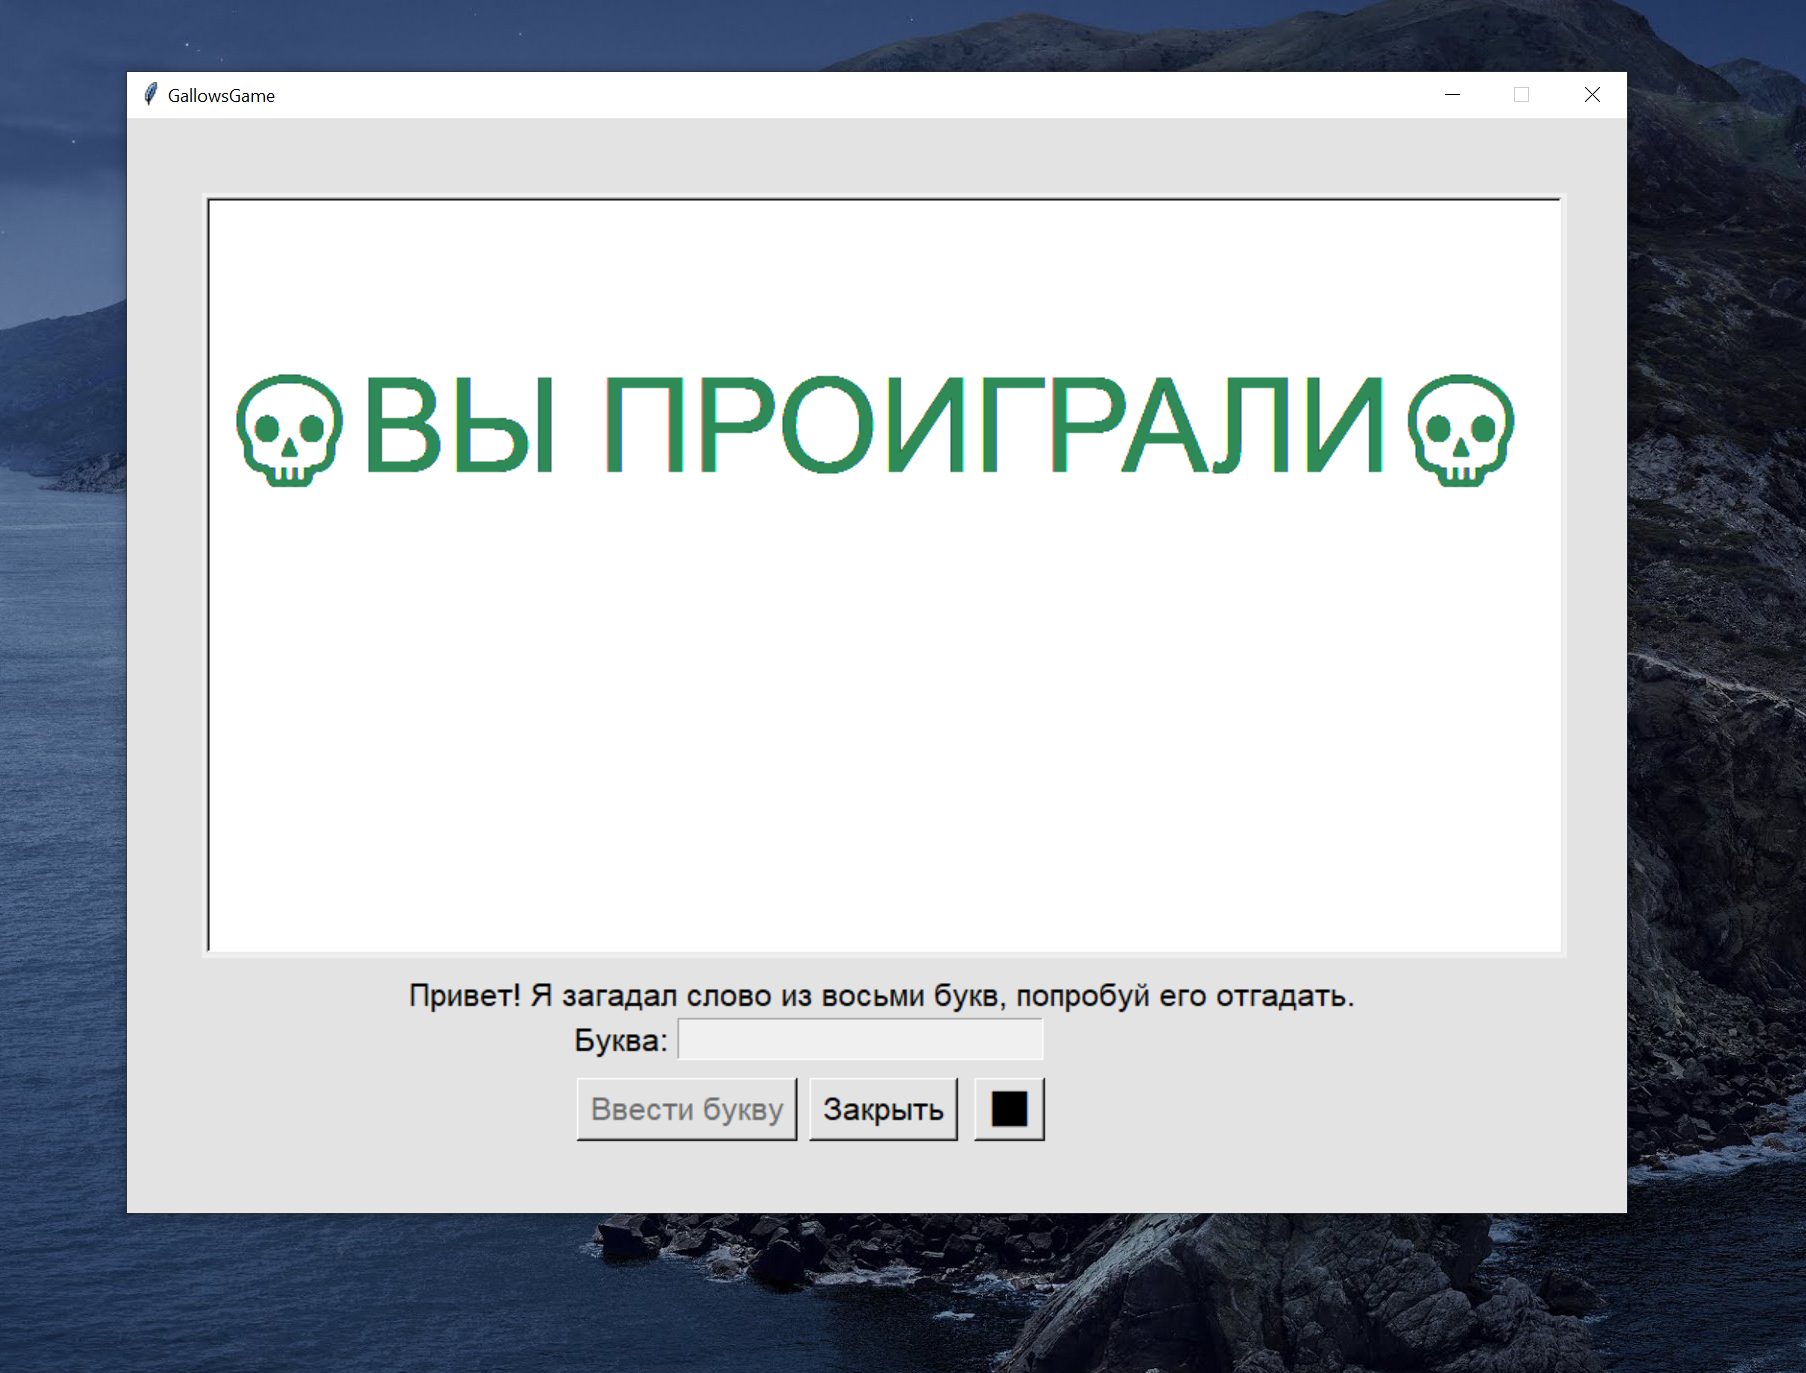 GallowsGame
💀ВЫ ПРОИГРАЛИ💀
Привет! Я загадал слово из восьми букв, попробуй его отгадать.
Буква:
Ввести букву Закрыть